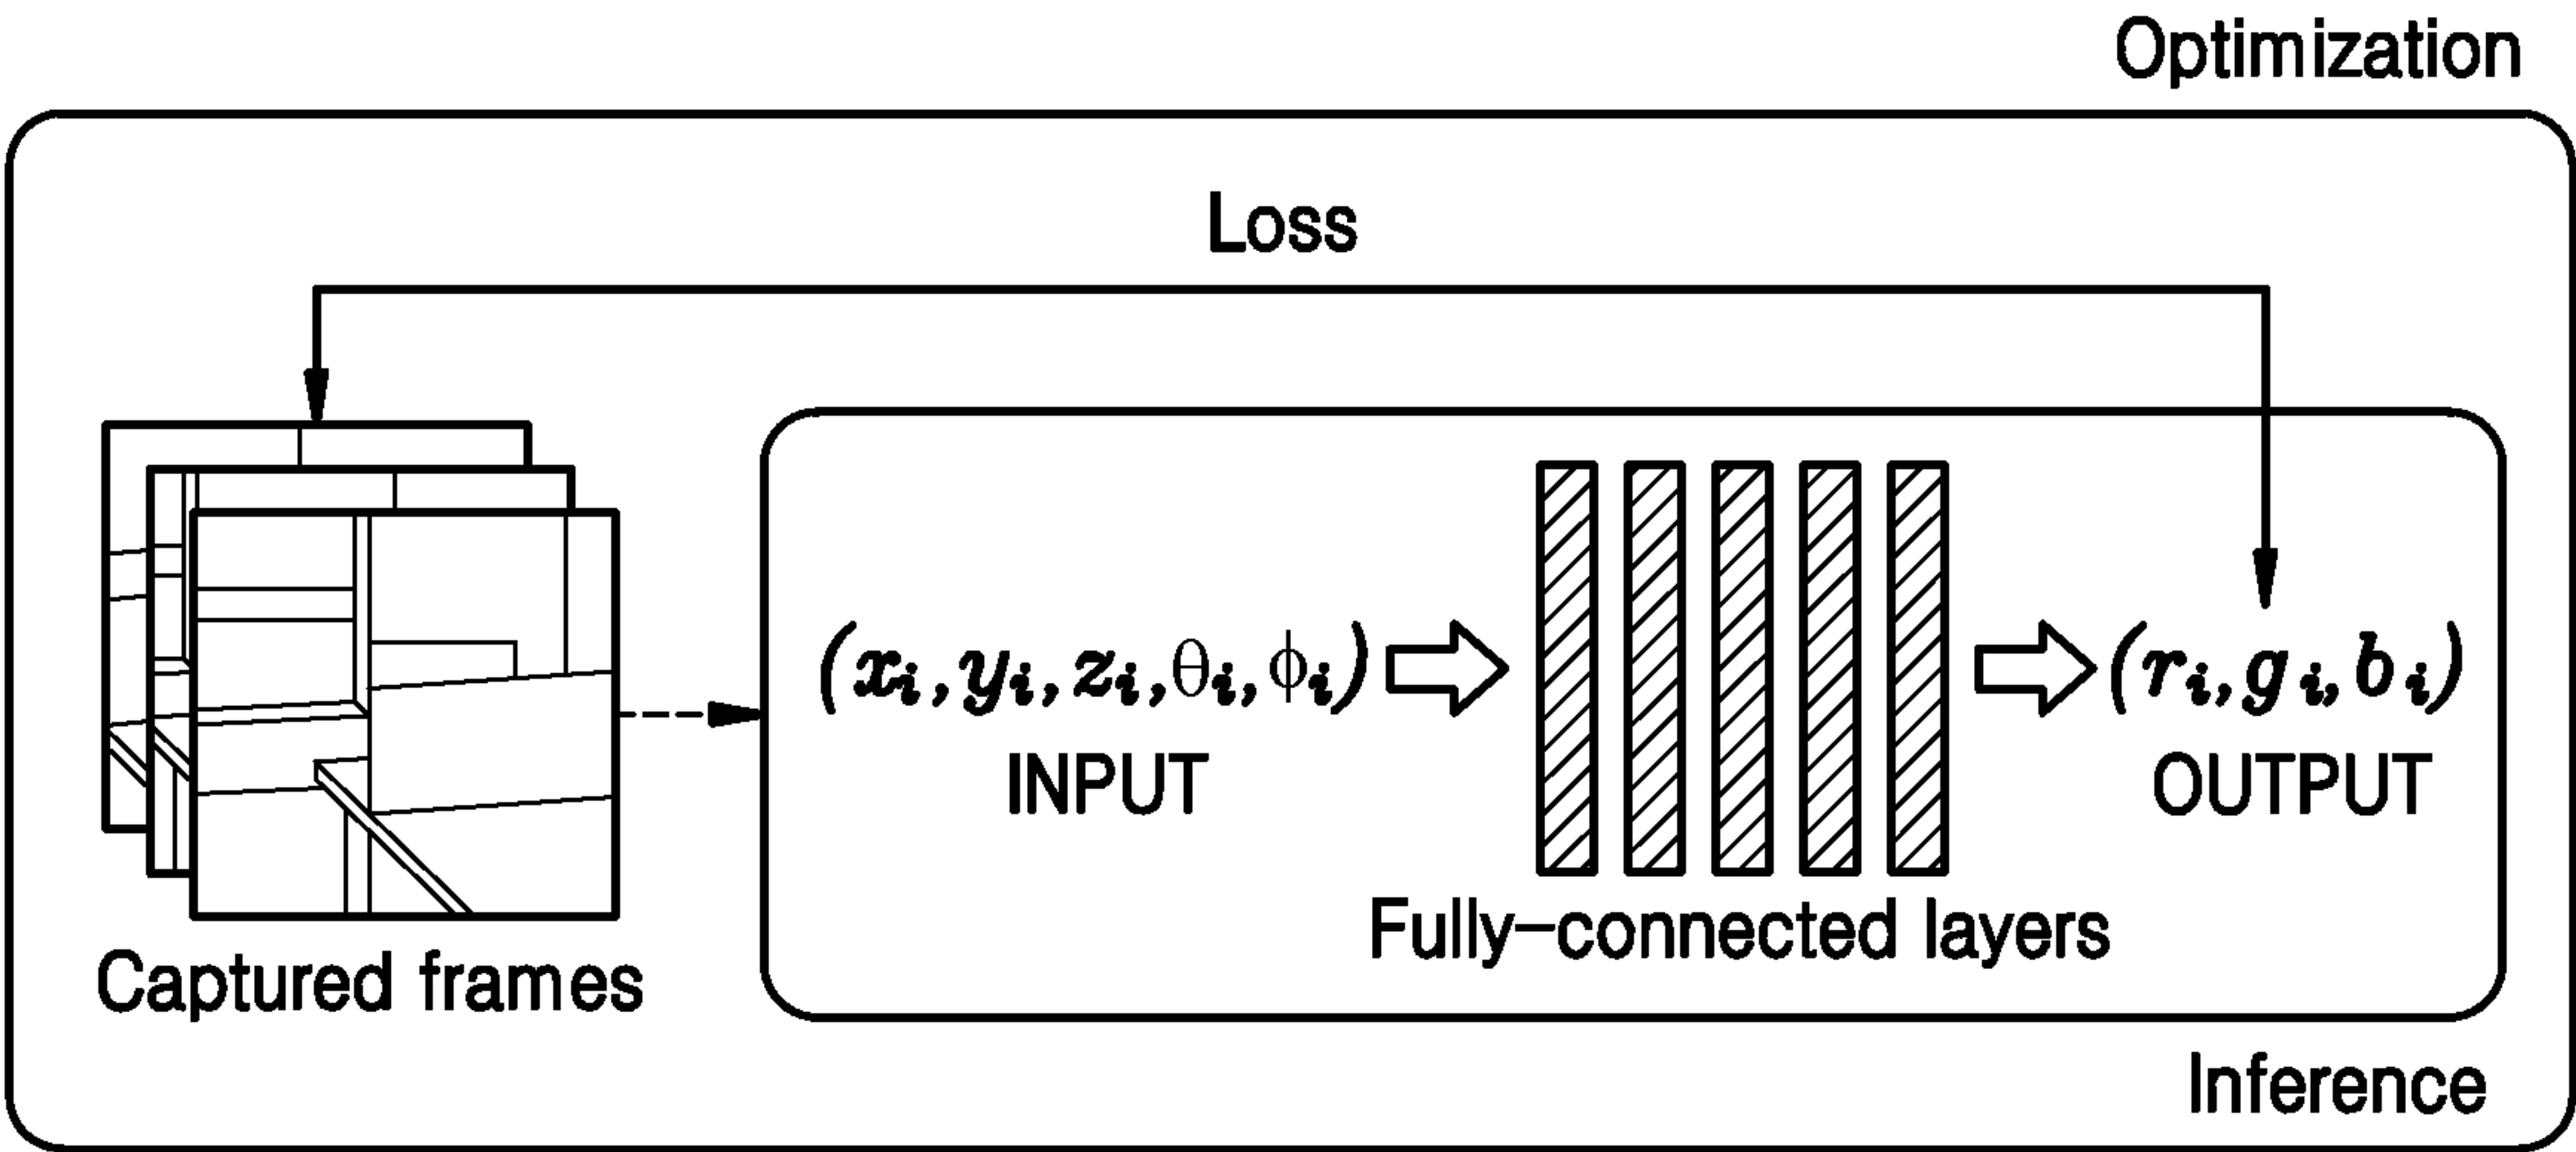 Optimization
Loss
(xᵢ, yᵢ, zᵢ, θᵢ, ϕᵢ)
(rᵢ, gᵢ, bᵢ)
INPUT
OUTPUT
Fully-connected layers
Captured frames
Inference